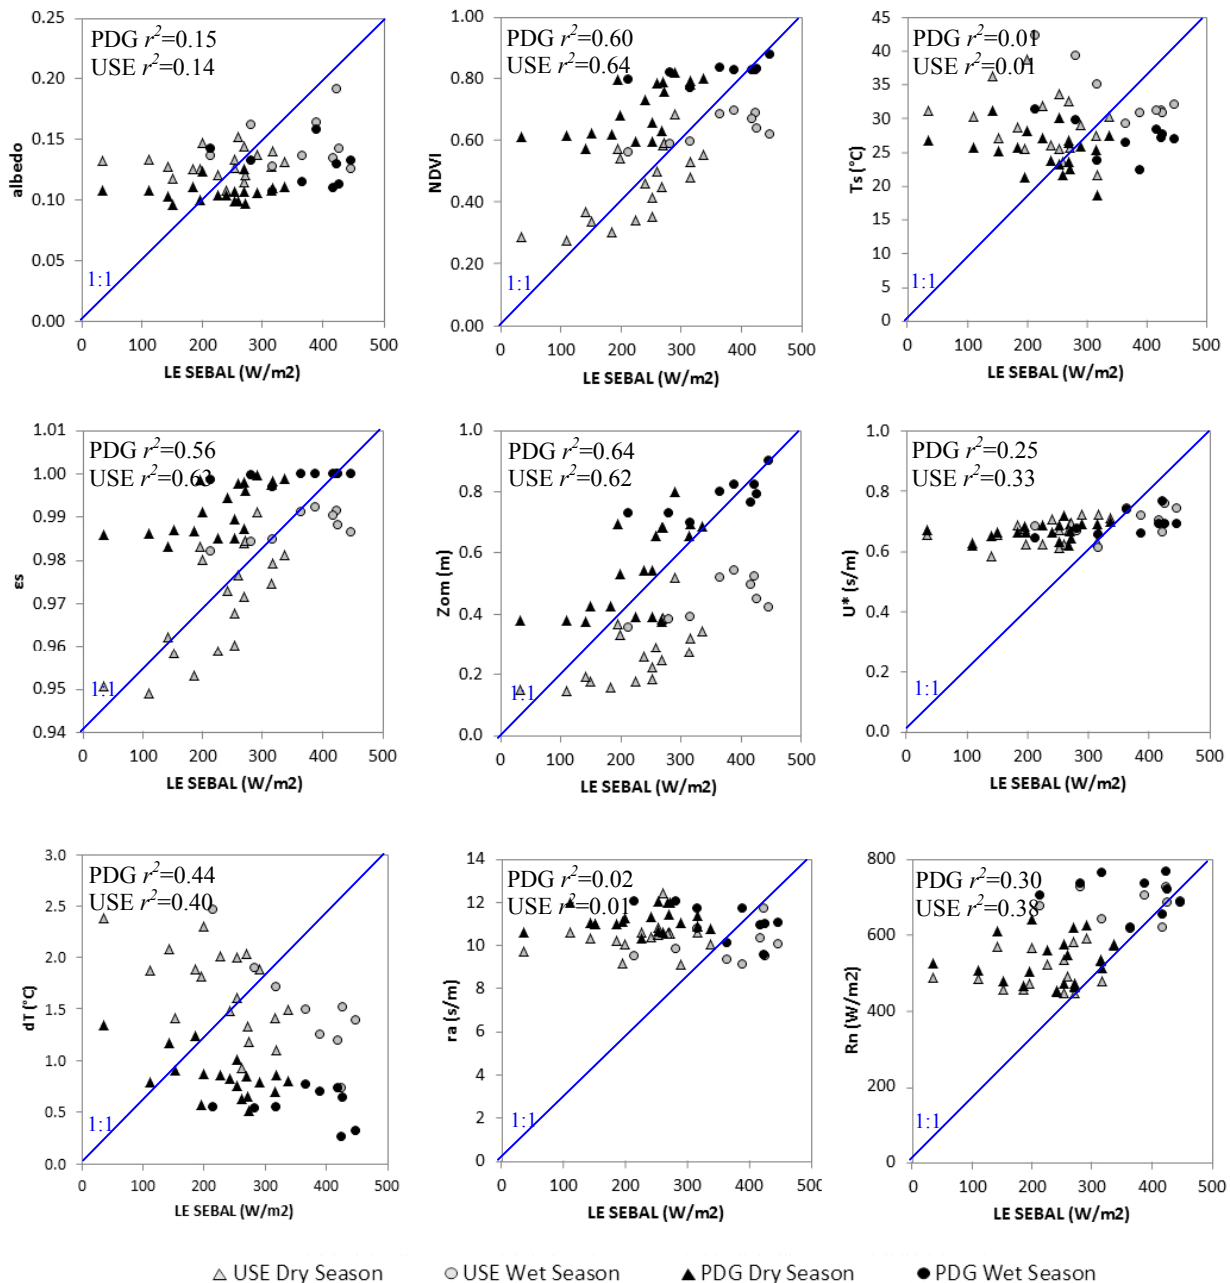 PDG r²=0.15
USE r²=0.14
0.25
0.20
0.15
0.10
0.05
0.00
albedo
1:1
0 100 200 300 400 500
LE SEBAL (W/m2)
PDG r²=0.60
USE r²=0.64
1.00
0.80
0.60
0.40
0.20
0.00
NDVI
1:1
0 100 200 300 400 500
LE SEBAL (W/m2)
PDG r²=0.01
USE r²=0.01
45
40
35
30
25
20
15
10
5
0
Ts (°C)
1:1
0 100 200 300 400 500
LE SEBAL (W/m2)
PDG r²=0.56
USE r²=0.63
1.01
1.00
0.99
0.98
0.97
0.96
0.95
0.94
εs
1:1
0 100 200 300 400 500
LE SEBAL (W/m2)
PDG r²=0.64
USE r²=0.62
1.0
0.8
0.6
0.4
0.2
0.0
Zom (m)
1:1
0 100 200 300 400 500
LE SEBAL (W/m2)
PDG r²=0.25
USE r²=0.33
1.0
0.8
0.6
0.4
0.2
0.0
U* (s/m)
1:1
0 100 200 300 400 500
LE SEBAL (W/m2)
PDG r²=0.44
USE r²=0.40
3.0
2.5
2.0
1.5
1.0
0.5
0.0
dT (°C)
1:1
0 100 200 300 400 500
LE SEBAL (W/m2)
PDG r²=0.02
USE r²=0.01
14
12
10
8
6
4
2
0
ra (s/m)
1:1
0 100 200 300 400 500
LE SEBAL (W/m2)
PDG r²=0.30
USE r²=0.38
800
600
400
200
0
Rn (W/m2)
1:1
0 100 200 300 400 500
LE SEBAL (W/m2)
USE Dry Season USE Wet Season PDG Dry Season PDG Wet Season